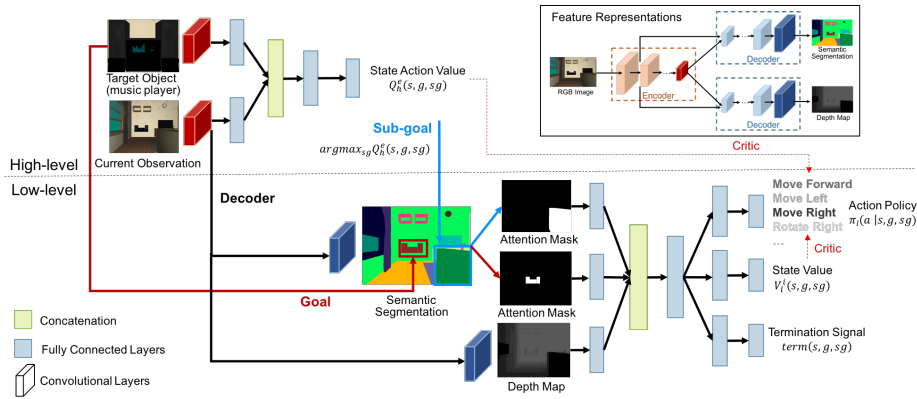 Feature Representations
RGB Image
Encoder
Decoder
Semantic
Segmentation
Decoder
Depth Map
Target Object
(music player)
Current Observation
State Action Value
Q_h^e(s, g, sg)
Sub-goal
argmax_{sg}Q_h^e(s, g, sg)
Critic
High-level
Low-level
Decoder
Goal
Semantic
Segmentation
Attention Mask
Attention Mask
Depth Map
Move Forward
Move Left
Move Right
Rotate Right
...
Action Policy
π_l(a |s, g, sg)
Critic
State Value
V_l^i(s, g, sg)
Termination Signal
term(s, g, sg)
Concatenation
Fully Connected Layers
Convolutional Layers